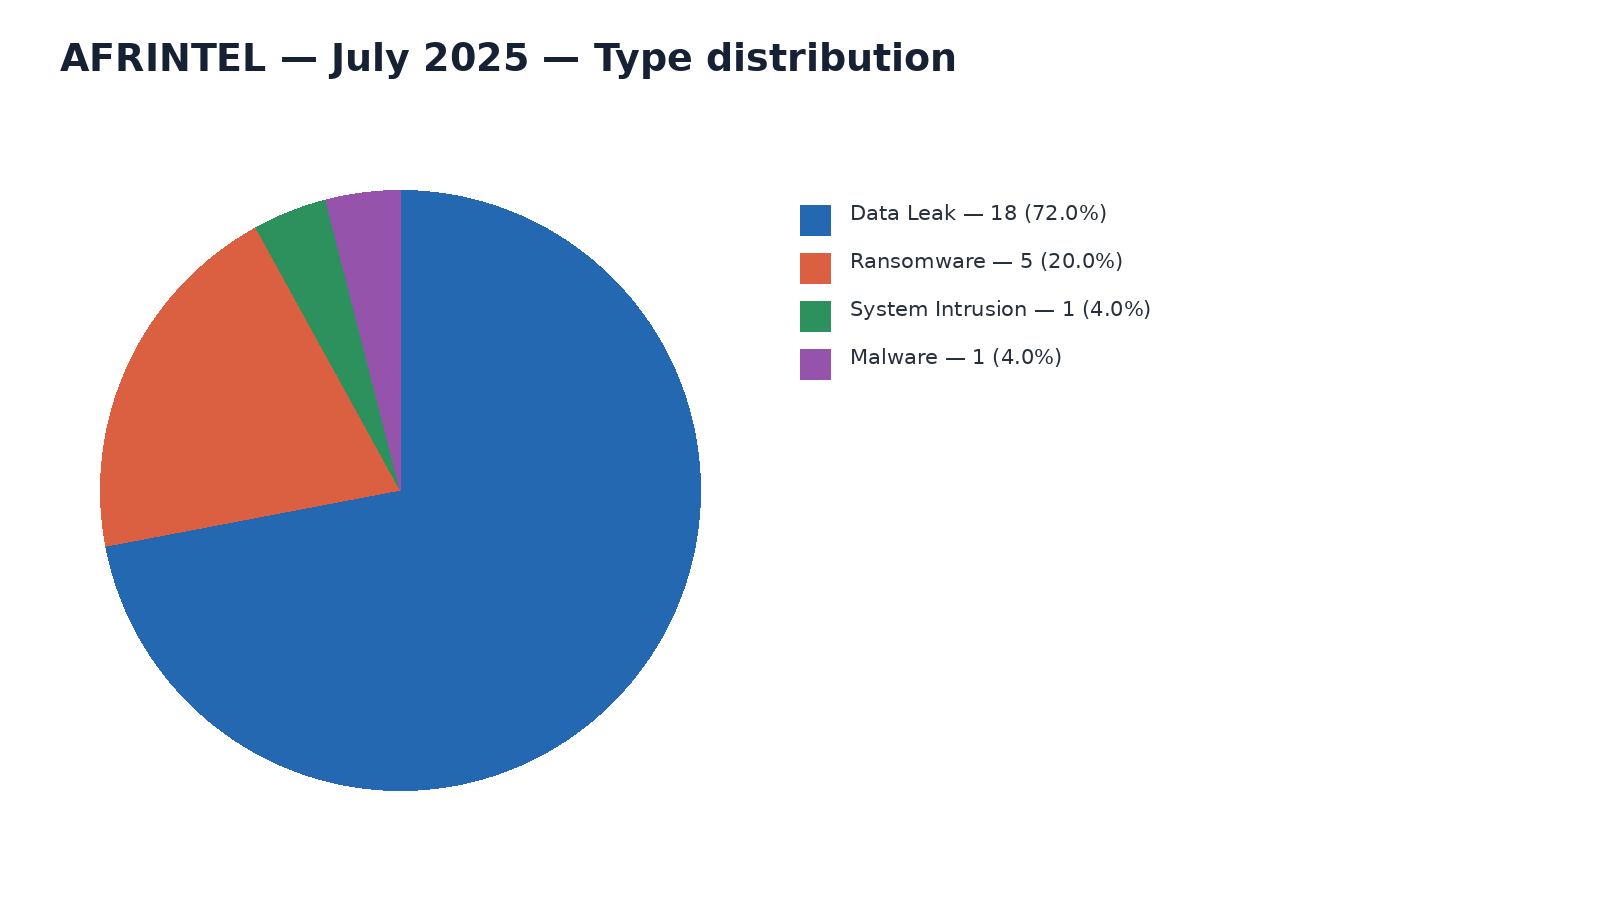 AFRINTEL — July 2025 — Type distribution
Data Leak — 18 (72.0%)
Ransomware — 5 (20.0%)
System Intrusion — 1 (4.0%)
Malware — 1 (4.0%)